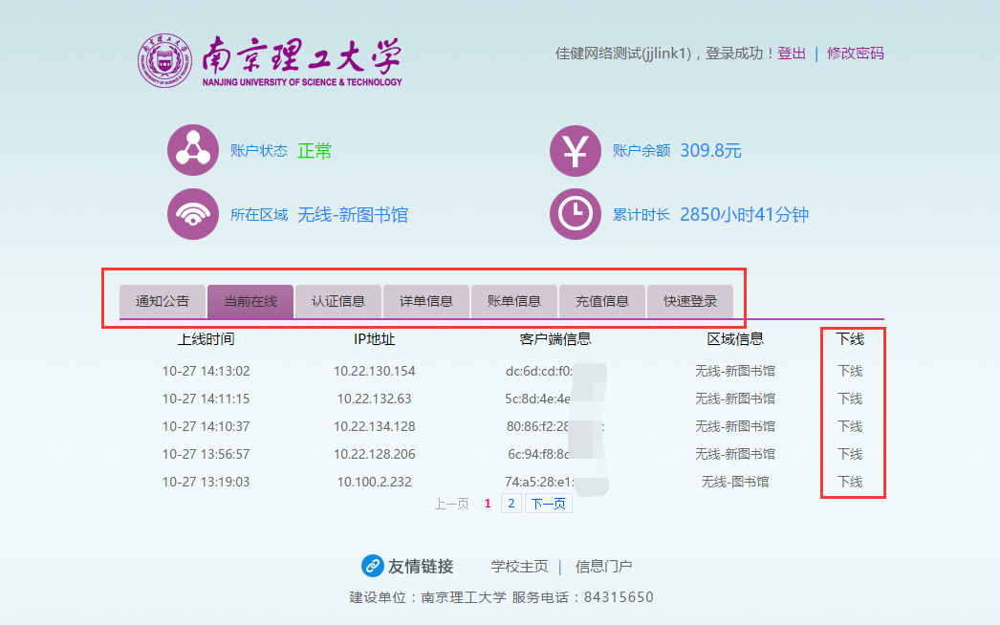 南京理工大学
NANJING UNIVERSITY OF SCIENCE & TECHNOLOGY
佳健网络测试(jjlink1)，登录成功！登出 | 修改密码
账户状态 正常
¥ 账户余额 309.8元
所在区域 无线-新图书馆
累计时长 2850小时41分钟
通知公告 当前在线 认证信息 详单信息 账单信息 充值信息 快速登录
上线时间 IP地址 客户端信息 区域信息 下线
10-27 14:13:02 10.22.130.154 dc:6d:cd:f0: 无线-新图书馆 下线
10-27 14:11:15 10.22.132.63 5c:8d:4e:4e 无线-新图书馆 下线
10-27 14:10:37 10.22.134.128 80:86:f2:28 无线-新图书馆 下线
10-27 13:56:57 10.22.128.206 6c:94:f8:8c 无线-新图书馆 下线
10-27 13:19:03 10.100.2.232 74:a5:28:e1: 无线-图书馆 下线
上一页 1 2 下一页
友情链接 学校主页 | 信息门户
建设单位：南京理工大学 服务电话：84315650